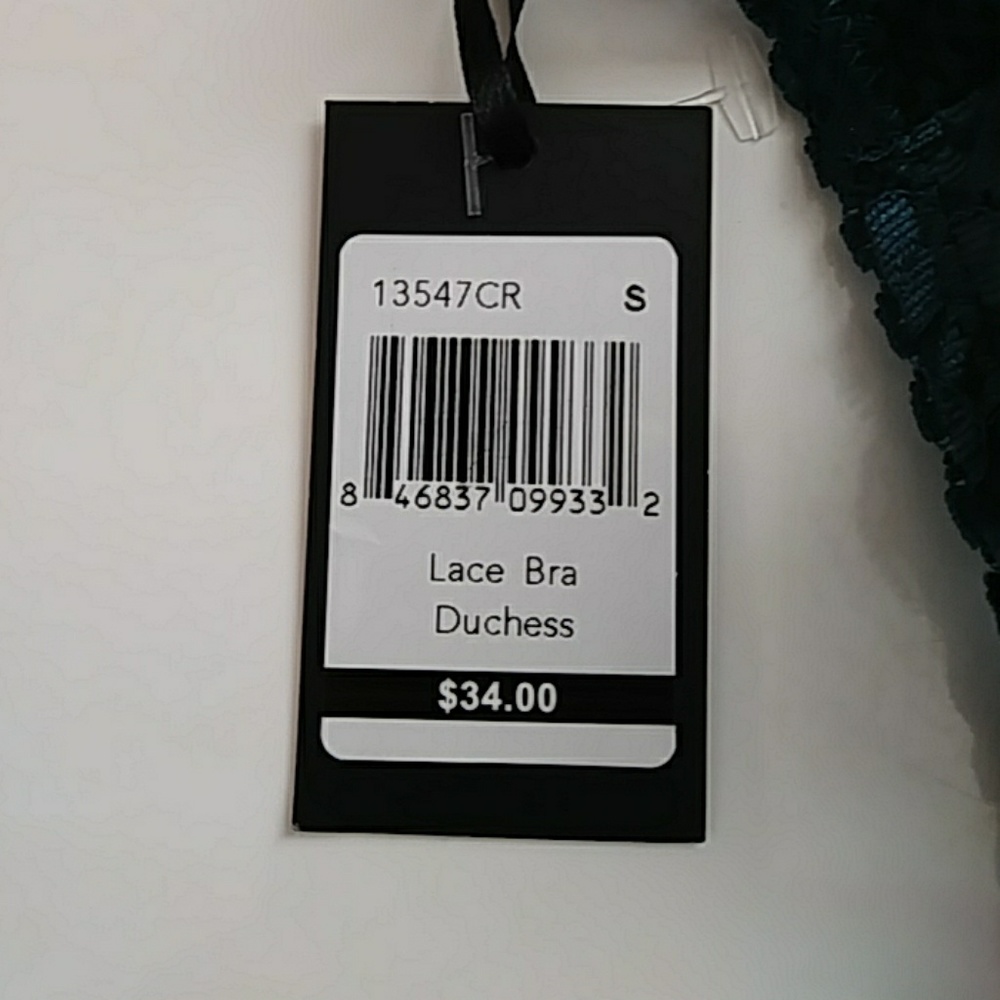 13547CR S
8 46837 09933 2
Lace Bra
Duchess
$34.00